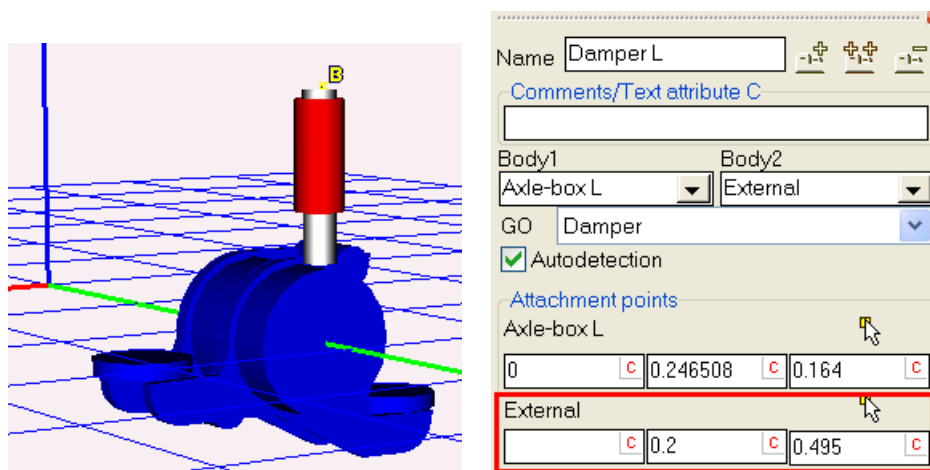 B
Name Damper L
Comments/Text attribute C
Body1 Body2
Axle-box L External
GO Damper
Autodetection
Attachment points
Axle-box L
0 C 0.246508 C 0.164 C
External
C 0.2 C 0.495 C